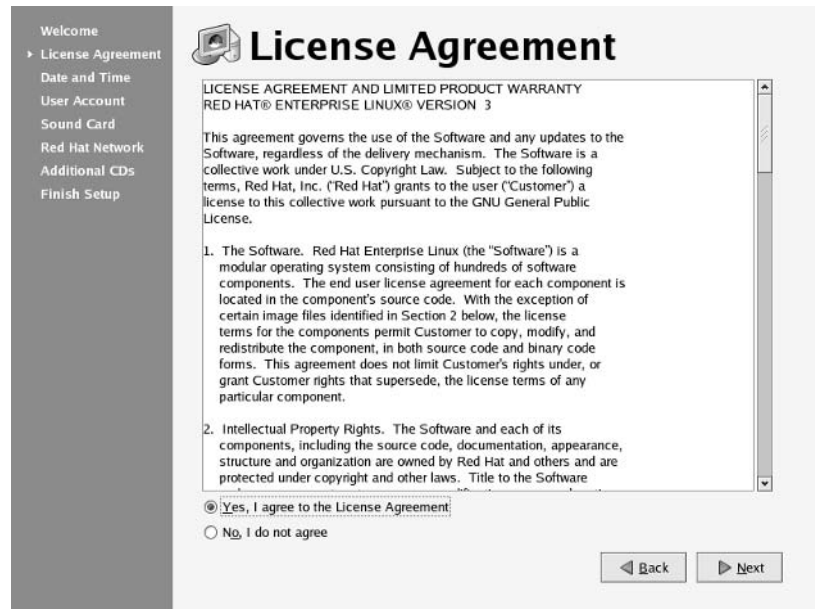 Welcome
License Agreement
Date and Time
User Account
Sound Card
Red Hat Network
Additional CDs
Finish Setup
License Agreement
LICENSE AGREEMENT AND LIMITED PRODUCT WARRANTY
RED HAT® ENTERPRISE LINUX® VERSION 3
This agreement governs the use of the Software and any updates to the
Software, regardless of the delivery mechanism. The Software is a
collective work under U.S. Copyright Law. Subject to the following
terms, Red Hat, Inc. ("Red Hat") grants to the user ("Customer") a
license to this collective work pursuant to the GNU General Public
License.
1. The Software. Red Hat Enterprise Linux (the "Software") is a
modular operating system consisting of hundreds of software
components. The end user license agreement for each component is
located in the component's source code. With the exception of
certain image files identified in Section 2 below, the license
terms for the components permit Customer to copy, modify, and
redistribute the component, in both source code and binary code
forms. This agreement does not limit Customer's rights under, or
grant Customer rights that supersede, the license terms of any
particular component.
2. Intellectual Property Rights. The Software and each of its
components, including the source code, documentation, appearance,
structure and organization are owned by Red Hat and others and are
protected under copyright and other laws. Title to the Software
Yes, I agree to the License Agreement
No, I do not agree
Back
Next